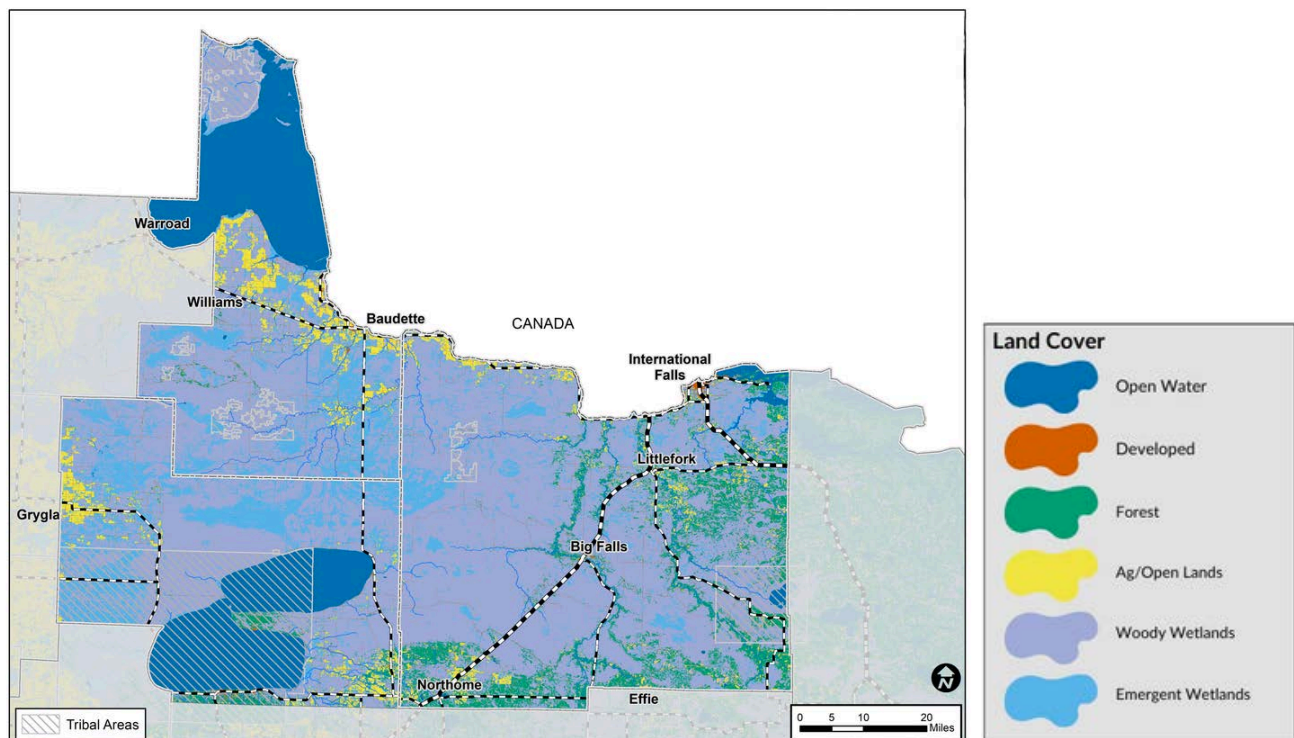 Warroad
Williams
Baudette
CANADA
International
Falls
Littlefork
Grygla
Big Falls
Northome
Effie
Tribal Areas
N
0 5 10 20
Miles
Land Cover
Open Water
Developed
Forest
Ag/Open Lands
Woody Wetlands
Emergent Wetlands